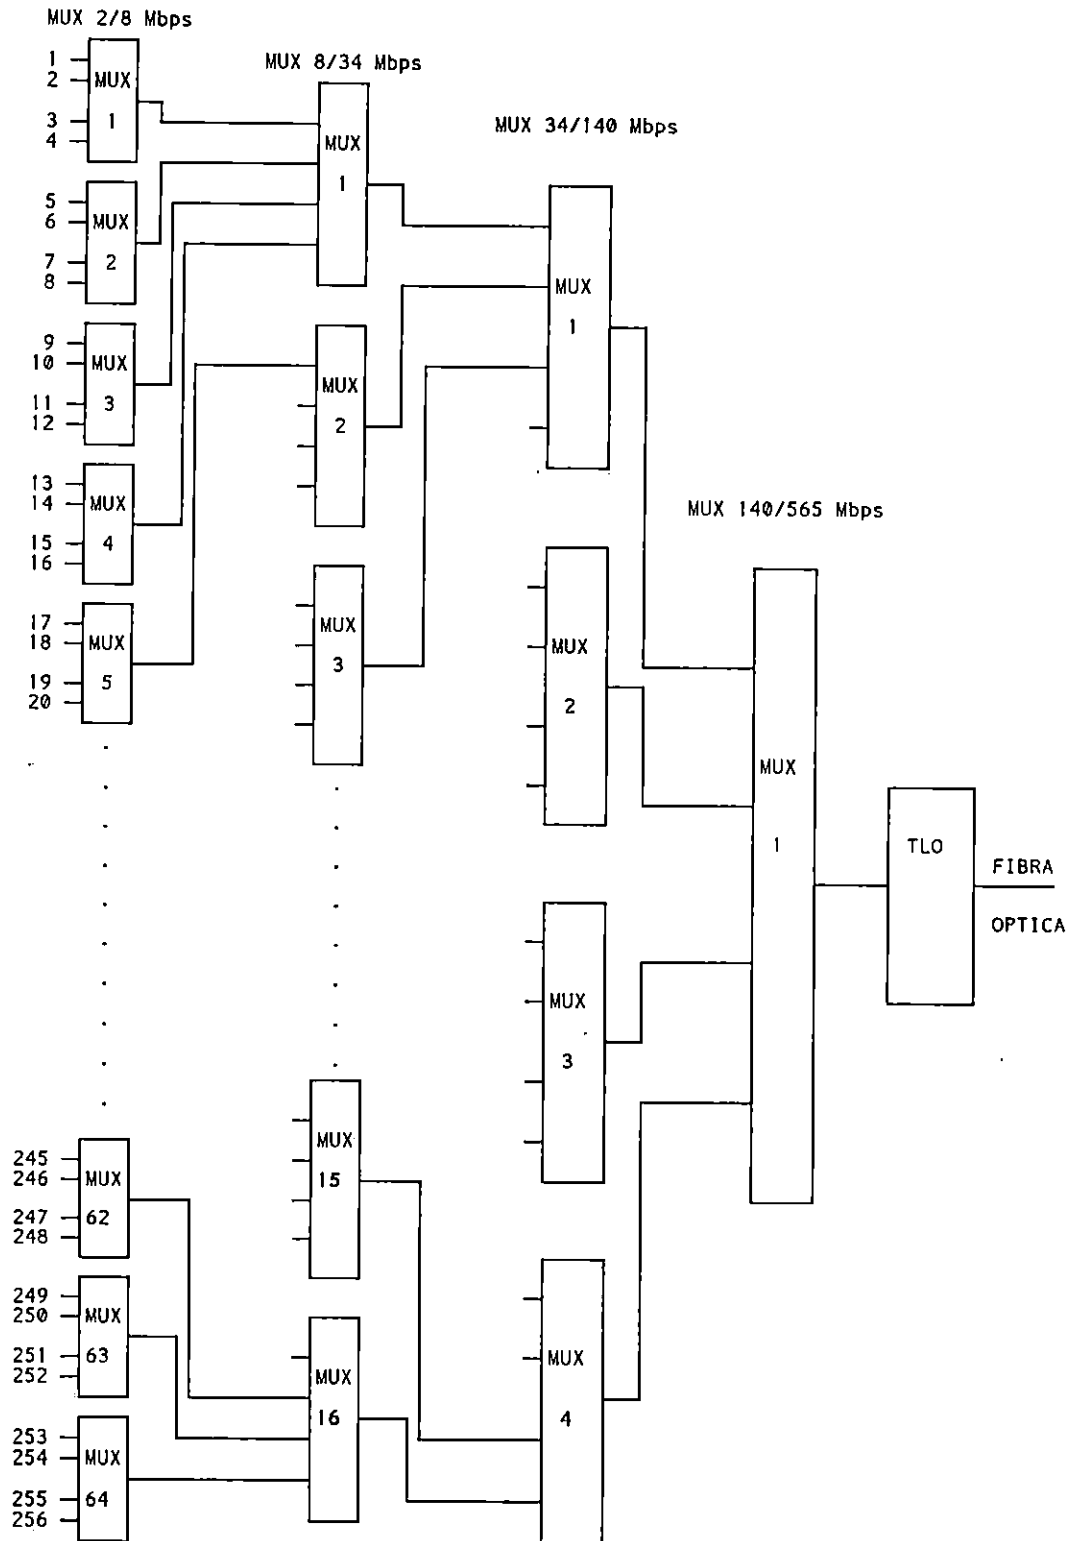 MUX 2/8 Mbps
1
2
3
4
MUX
1
5
6
7
8
MUX
2
9
10
11
12
MUX
3
13
14
15
16
MUX
4
17
18
19
20
MUX
5
245
246
247
248
MUX
62
249
250
251
252
MUX
63
253
254
255
256
MUX
64
MUX 8/34 Mbps
MUX
1
MUX
2
MUX
3
MUX
15
MUX
16
MUX 34/140 Mbps
MUX
1
MUX
2
MUX
3
MUX
4
MUX 140/565 Mbps
MUX
1
TLO
FIBRA
OPTICA